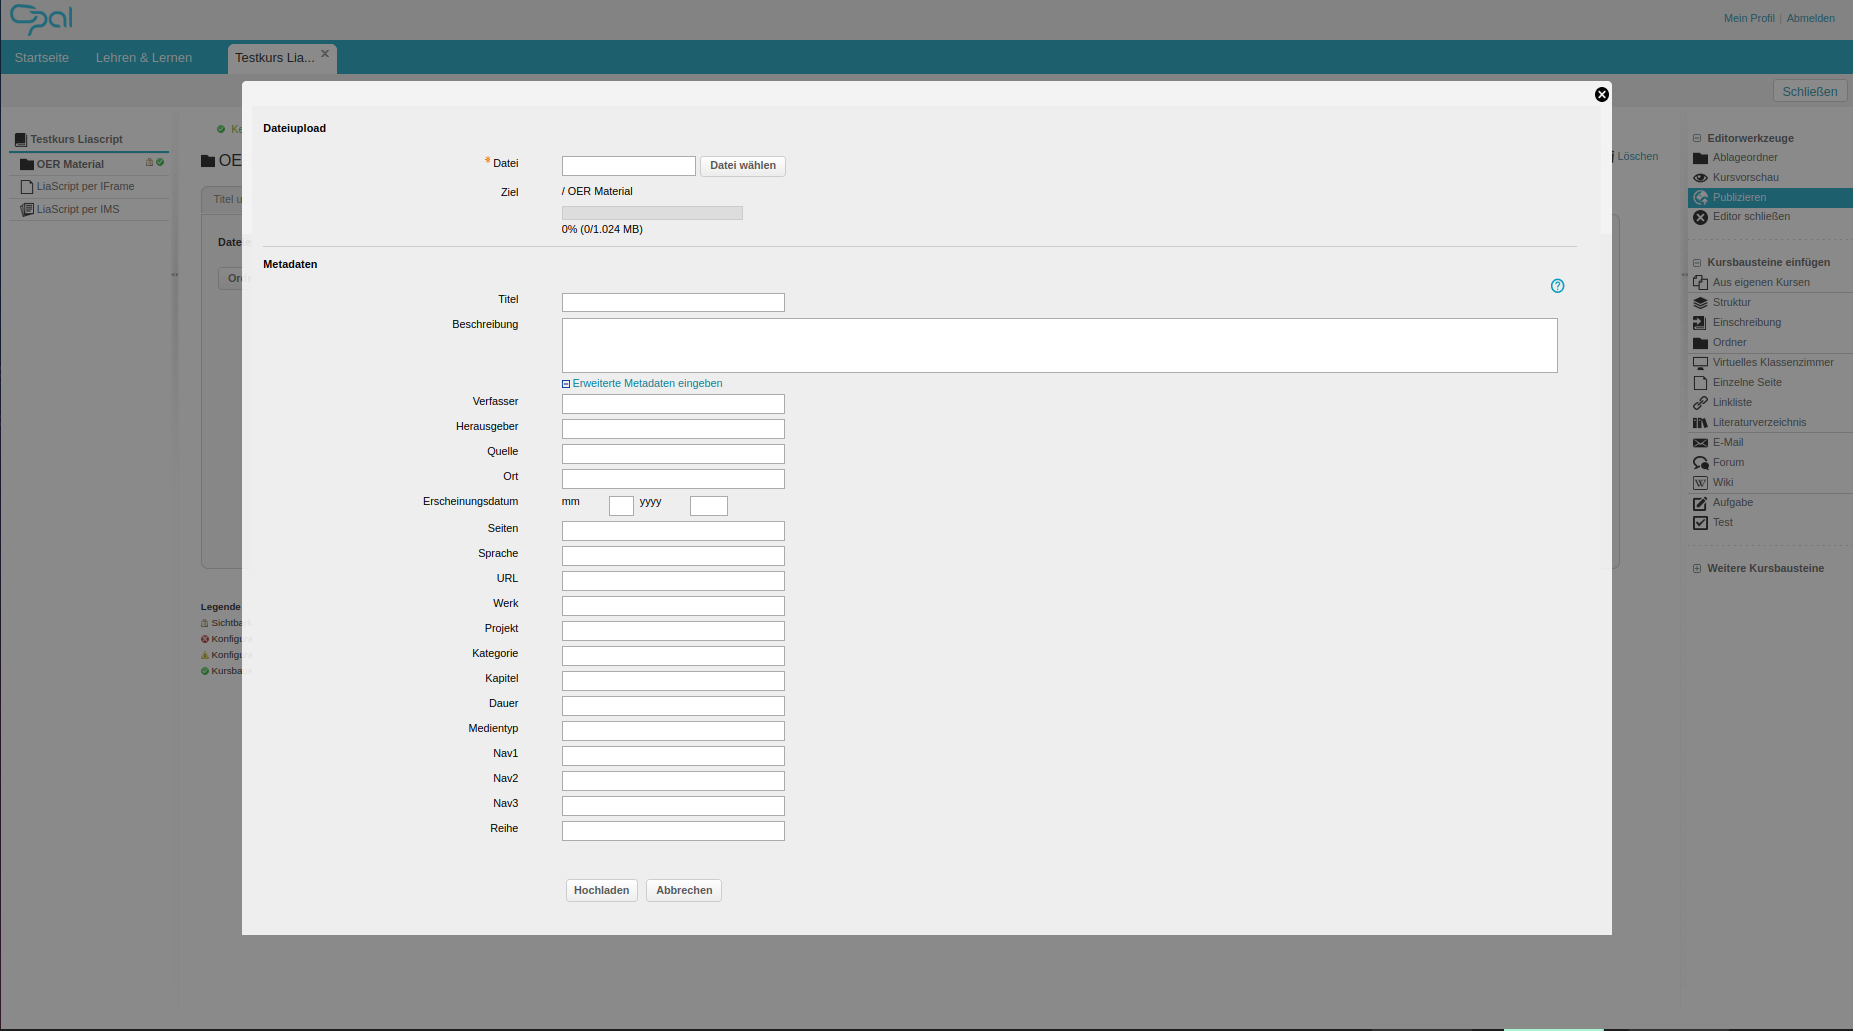 Opal
Mein Profil | Abmelden
Startseite
Lehren & Lernen
Testkurs Lia...
Schließen
Testkurs Liascript
OER Material
LiaScript per IFrame
LiaScript per IMS
Löschen
Dateiupload
* Datei
Datei wählen
Ziel
/ OER Material
0% (0/1.024 MB)
Metadaten
Titel
Beschreibung
Erweiterte Metadaten eingeben
Verfasser
Herausgeber
Quelle
Ort
Erscheinungsdatum mm yyyy
Seiten
Sprache
URL
Werk
Projekt
Kategorie
Kapitel
Dauer
Medientyp
Nav1
Nav2
Nav3
Reihe
Hochladen
Abbrechen
Ke
OE
Titel u
Datei
Ord
Legende
Sichtbar
Konfigu
Konfigu
Kursba
Editorwerkzeuge
Ablageordner
Kursvorschau
Publizieren
Editor schließen
Kursbausteine einfügen
Aus eigenen Kursen
Struktur
Einschreibung
Ordner
Virtuelles Klassenzimmer
Einzelne Seite
Linkliste
Literaturverzeichnis
E-Mail
Forum
Wiki
Aufgabe
Test
Weitere Kursbausteine